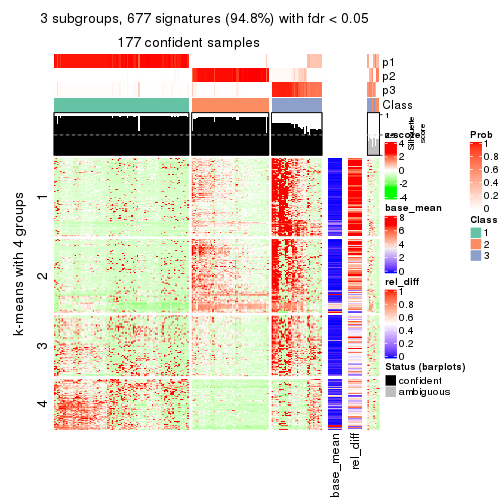 3 subgroups, 677 signatures (94.8%) with fdr < 0.05
177 confident samples
p1
p2
p3
Class
1
Silhouette
score
k-means with 4 groups
1
2
3
4
base_mean
rel_diff
z-score
4
2
0
-2
-4
base_mean
8
6
4
2
0
rel_diff
1
0.8
0.6
0.4
0.2
0
Status (barplots)
confident
ambiguous
Prob
1
0.8
0.6
0.4
0.2
0
Class
1
2
3